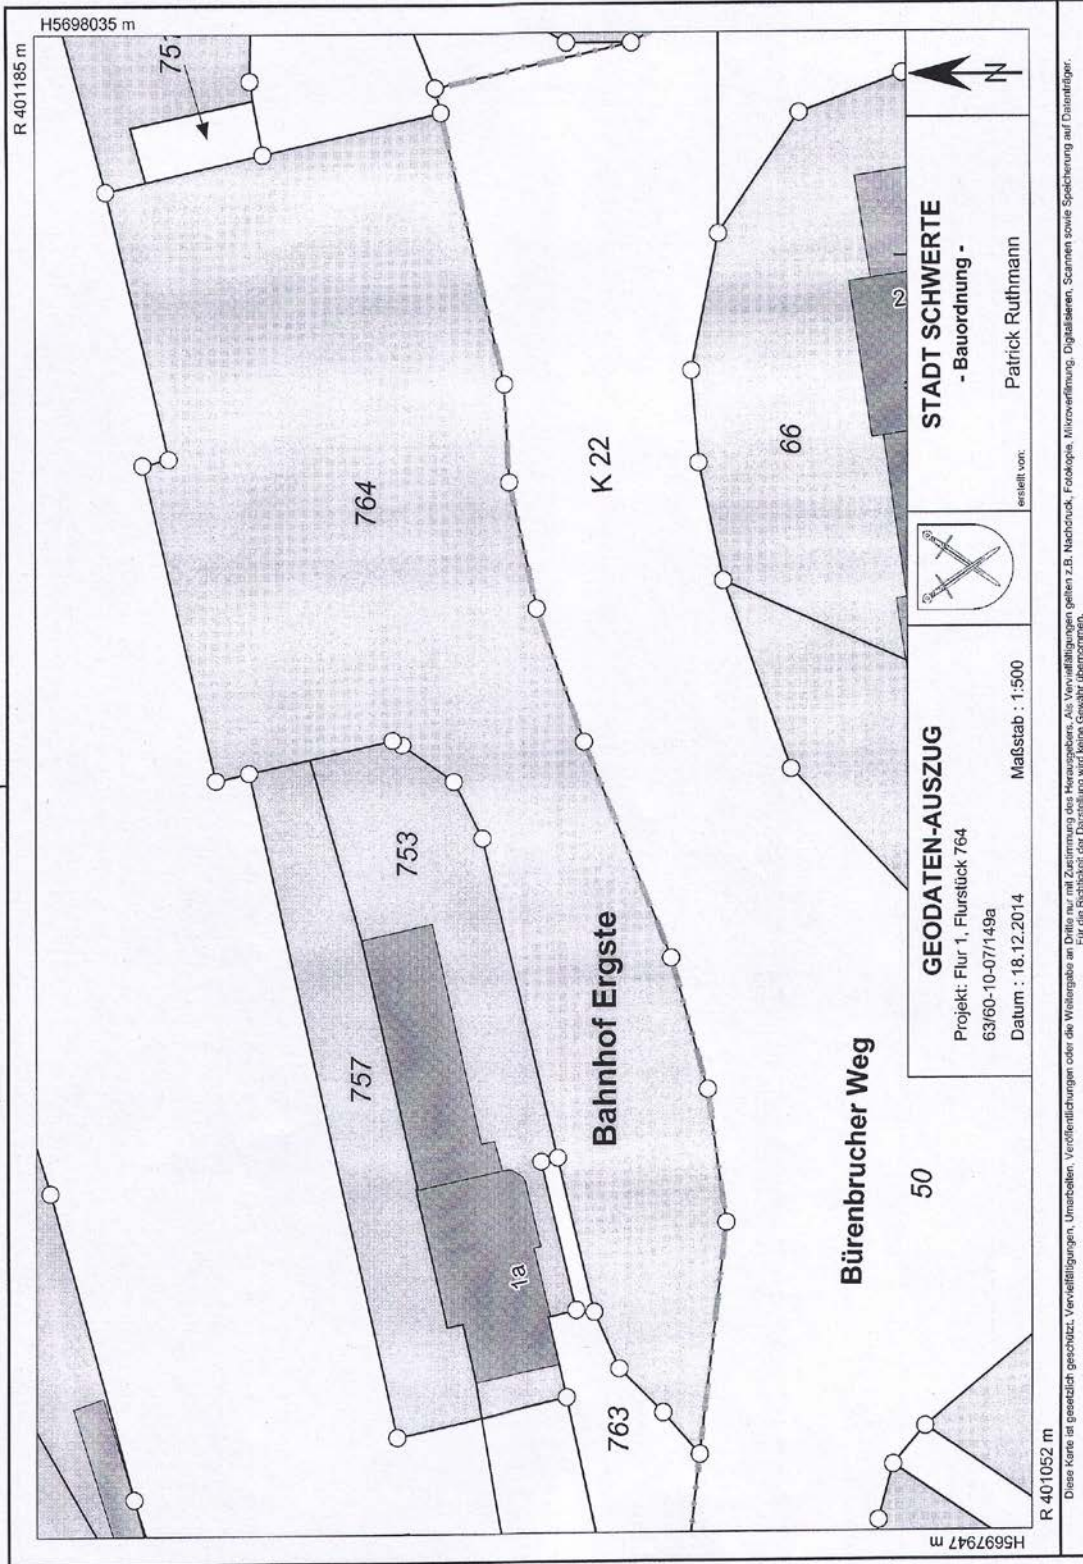 H5698035 m
R 401185 m
751
764
K 22
66
2
753
757
Bahnhof Ergste
1a
763
Bürenbrucher Weg
50
R 401052 m
H5697947 m
GEODATEN-AUSZUG
Projekt: Flur 1, Flurstück 764
63/60-10-07/149a
Datum : 18.12.2014
Maßstab : 1:500
STADT SCHWERTE
- Bauordnung -
erstellt von:
Patrick Ruthmann
N
Diese Karte ist gesetzlich geschützt. Vervielfältigungen, Umarbeiten, Veröffentlichungen oder die Weitergabe an Dritte nur mit Zustimmung des Herausgebers. Als Vervielfältigungen gelten z.B. Nachdruck, Fotokopie, Mikroverfilmung, Digitalisieren, Scannen sowie Speicherung auf Datenträger.
Für die Richtigkeit der Darstellung wird keine Gewähr übernommen.